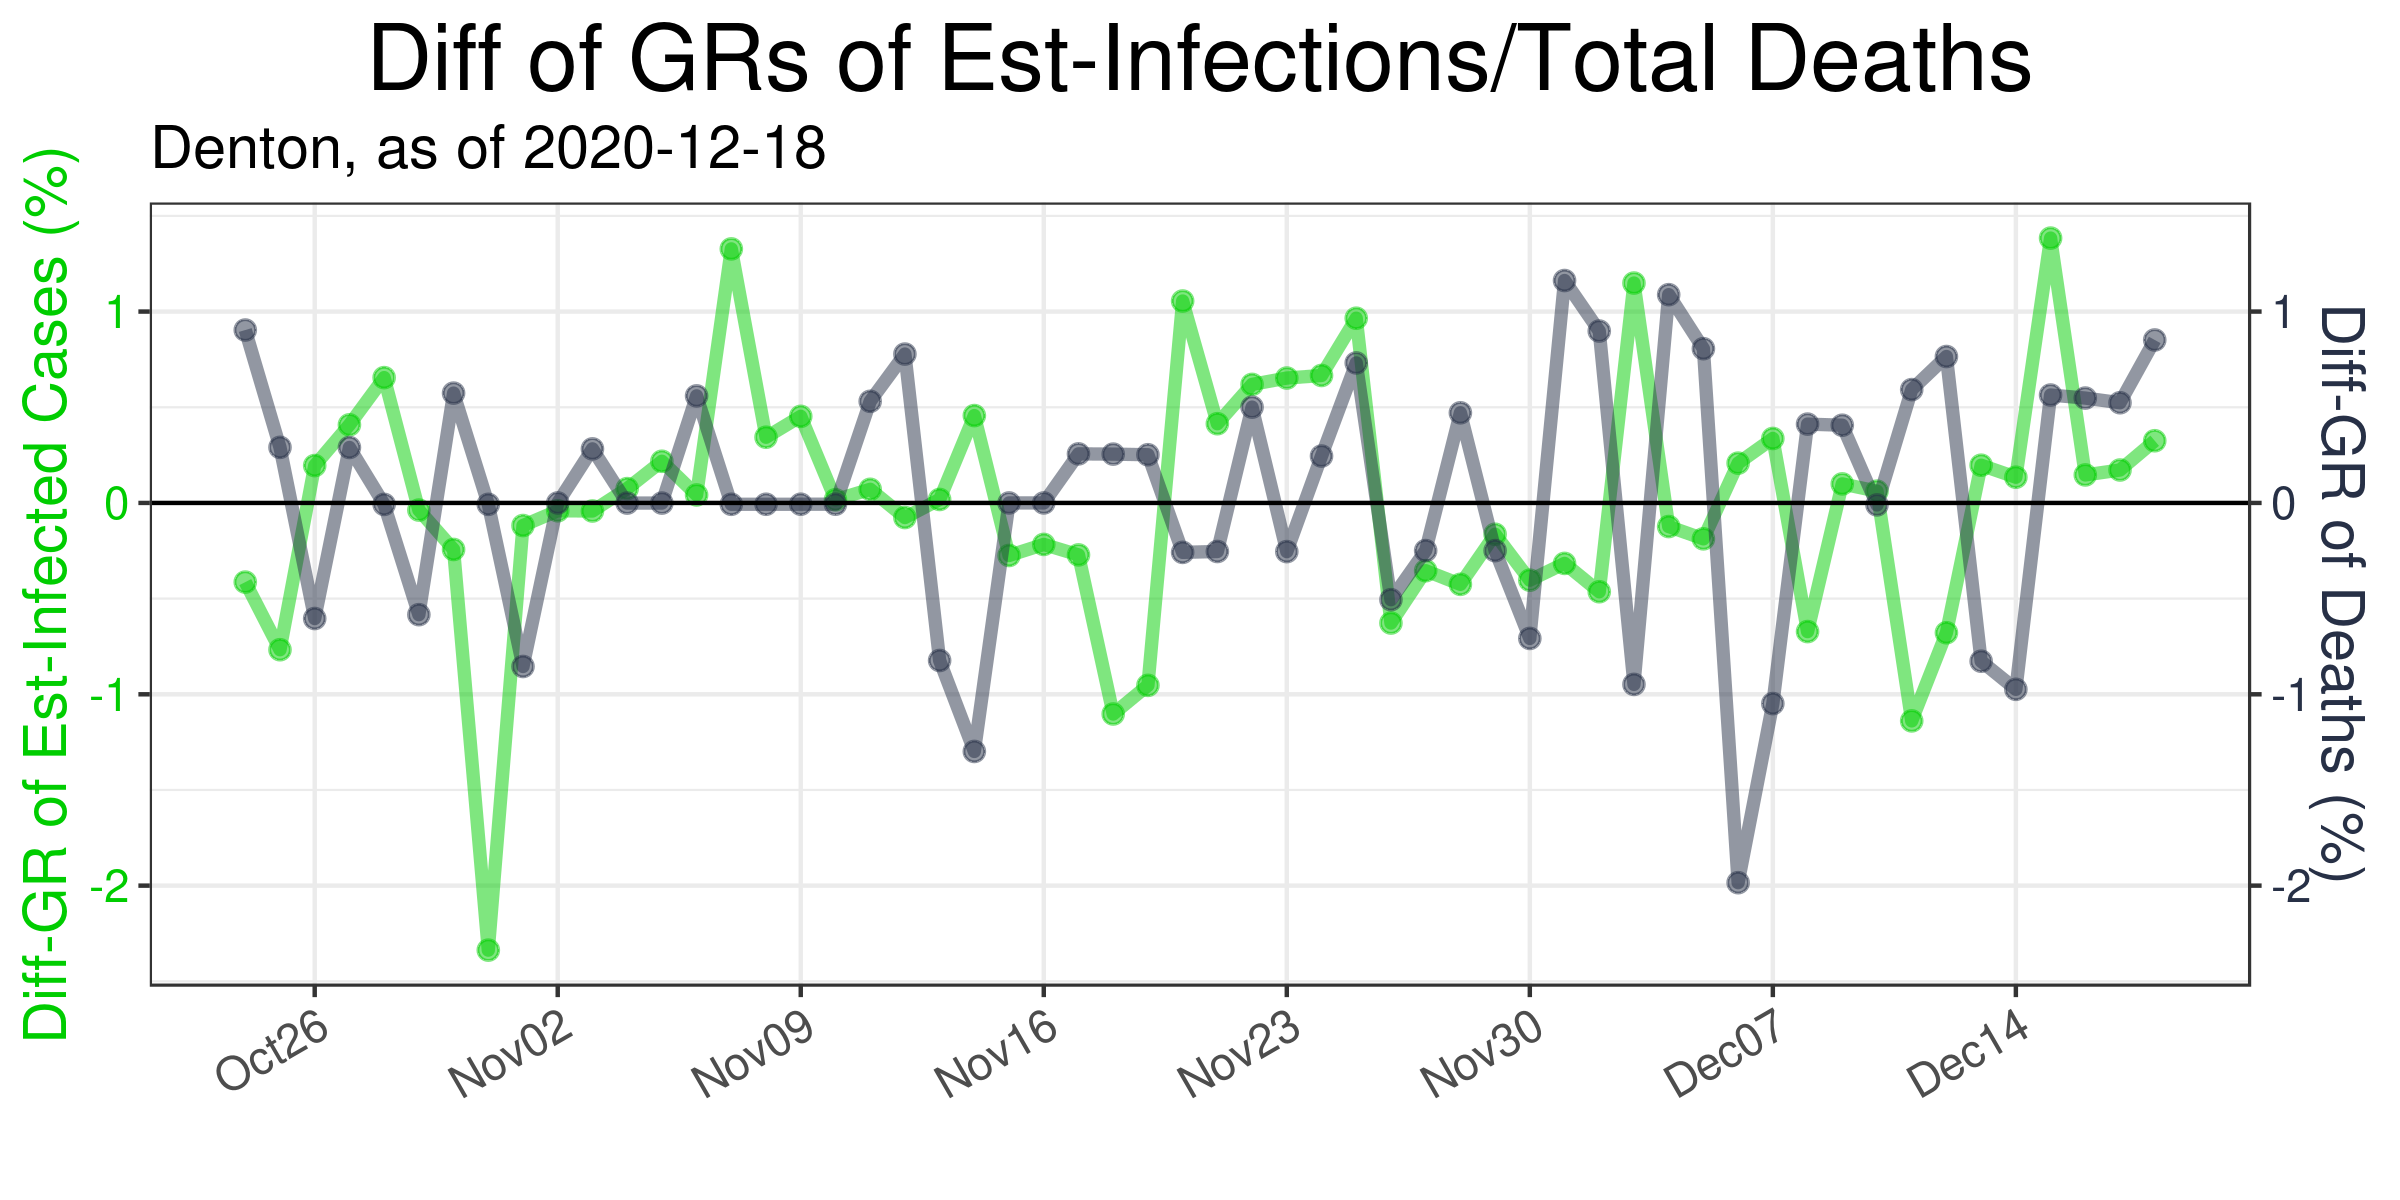 Diff of GRs of Est-Infections/Total Deaths
Denton, as of 2020-12-18
Diff-GR of Est-Infected Cases (%)
1
0
-1
-2
1
0
-1
-2
Diff-GR of Deaths (%)
Oct26
Nov02
Nov09
Nov16
Nov23
Nov30
Dec07
Dec14